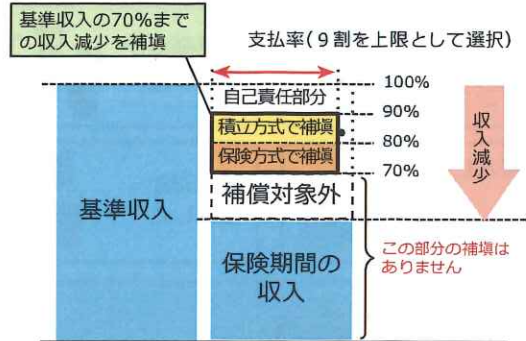 基準収入の70%まで
の収入減少を補塡
支払率(9割を上限として選択)
100%
自己責任部分
90%
積立方式で補塡
80%
保険方式で補塡
70%
収入減少
補償対象外
基準収入
この部分の補塡は
ありません
保険期間の
収入